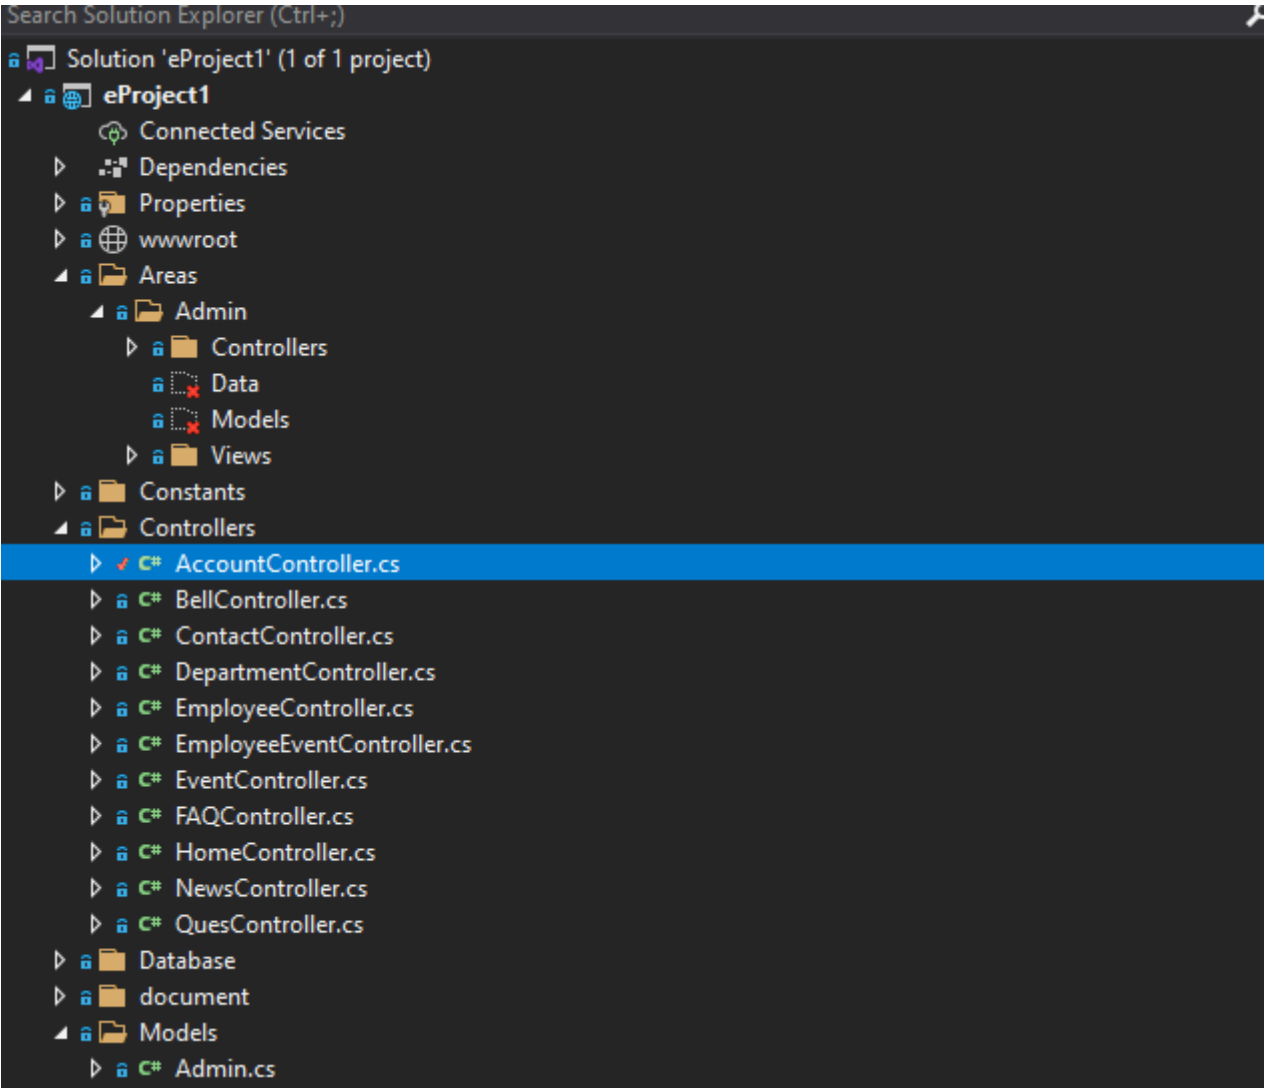 Search Solution Explorer (Ctrl+;)
Solution 'eProject1' (1 of 1 project)
eProject1
Connected Services
Dependencies
Properties
wwwroot
Areas
Admin
Controllers
Data
Models
Views
Constants
Controllers
C# AccountController.cs
C# BellController.cs
C# ContactController.cs
C# DepartmentController.cs
C# EmployeeController.cs
C# EmployeeEventController.cs
C# EventController.cs
C# FAQController.cs
C# HomeController.cs
C# NewsController.cs
C# QuesController.cs
Database
document
Models
C# Admin.cs